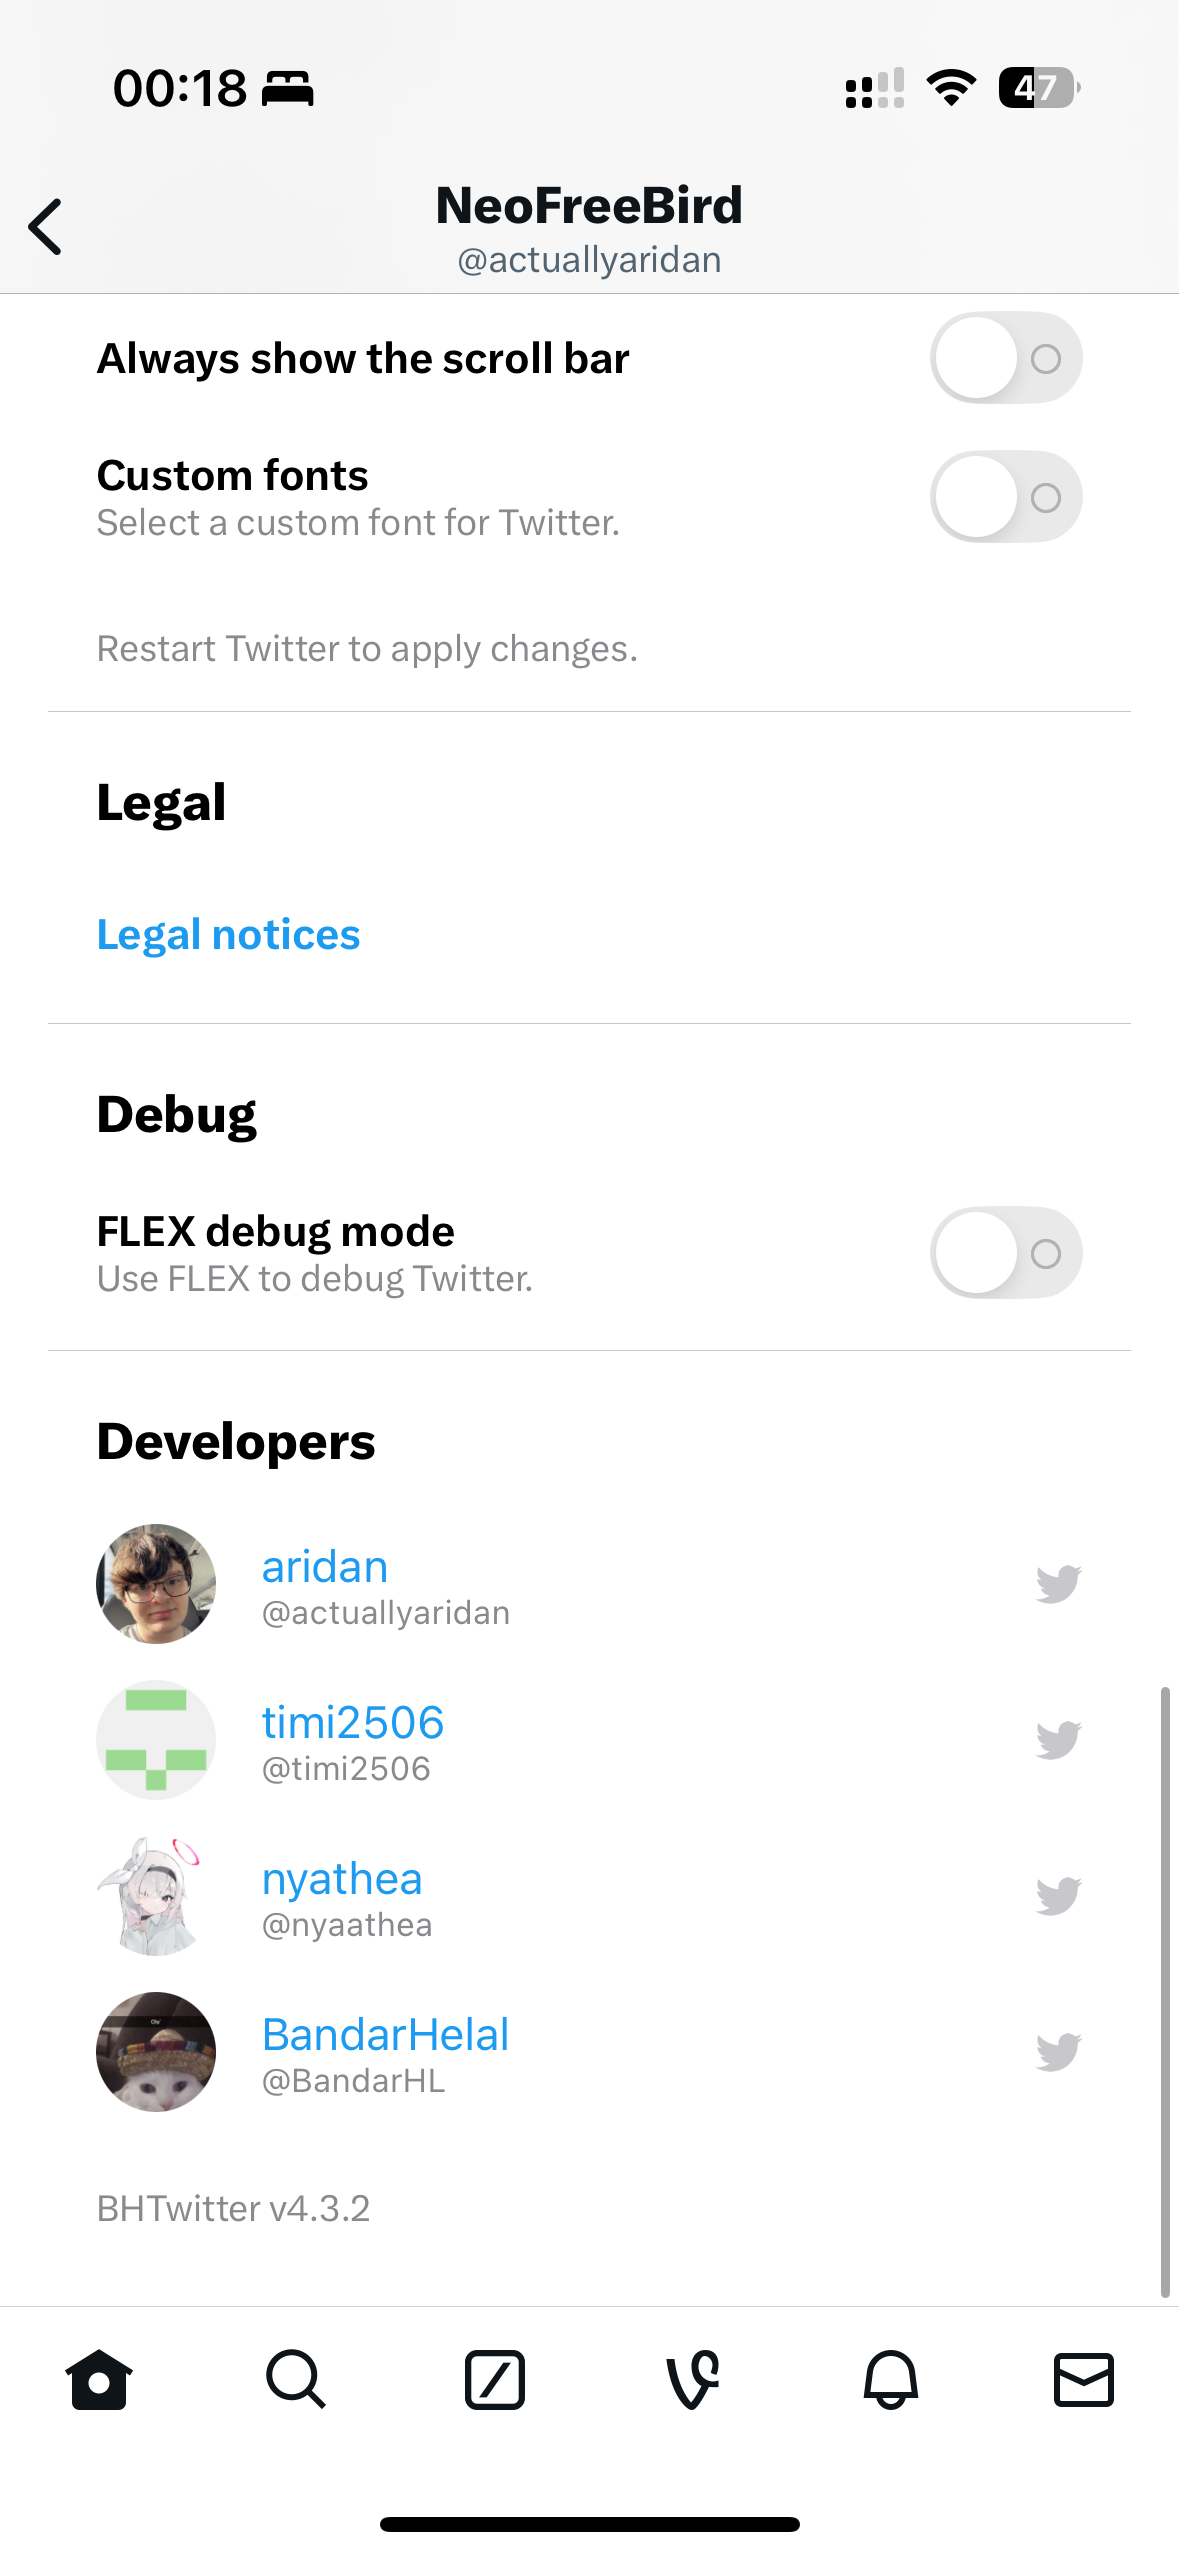 00:18
47
NeoFreeBird
@actuallyaridan
Always show the scroll bar
Custom fonts
Select a custom font for Twitter.
Restart Twitter to apply changes.
Legal
Legal notices
Debug
FLEX debug mode
Use FLEX to debug Twitter.
Developers
aridan
@actuallyaridan
timi2506
@timi2506
nyathea
@nyaathea
BandarHelal
@BandarHL
BHTwitter v4.3.2